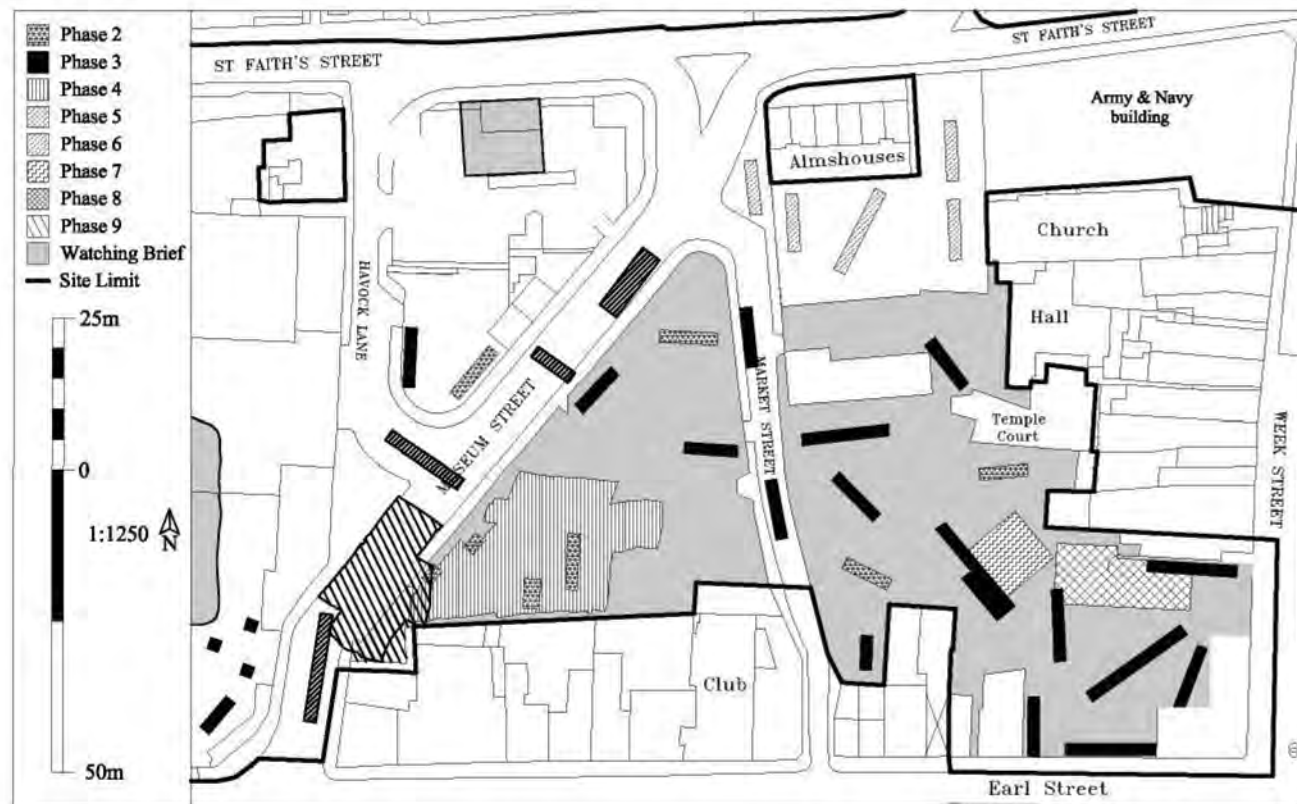 Phase 2
Phase 3
Phase 4
Phase 5
Phase 6
Phase 7
Phase 8
Phase 9
Watching Brief
Site Limit
25m
0
1:1250
N
50m
ST FAITH'S STREET
ST FAITH'S STREET
Army & Navy
building
Almshouses
Church
HAVOCK LANE
Hall
MARKET STREET
MUSEUM STREET
Temple
Court
WEEK STREET
Club
Earl Street